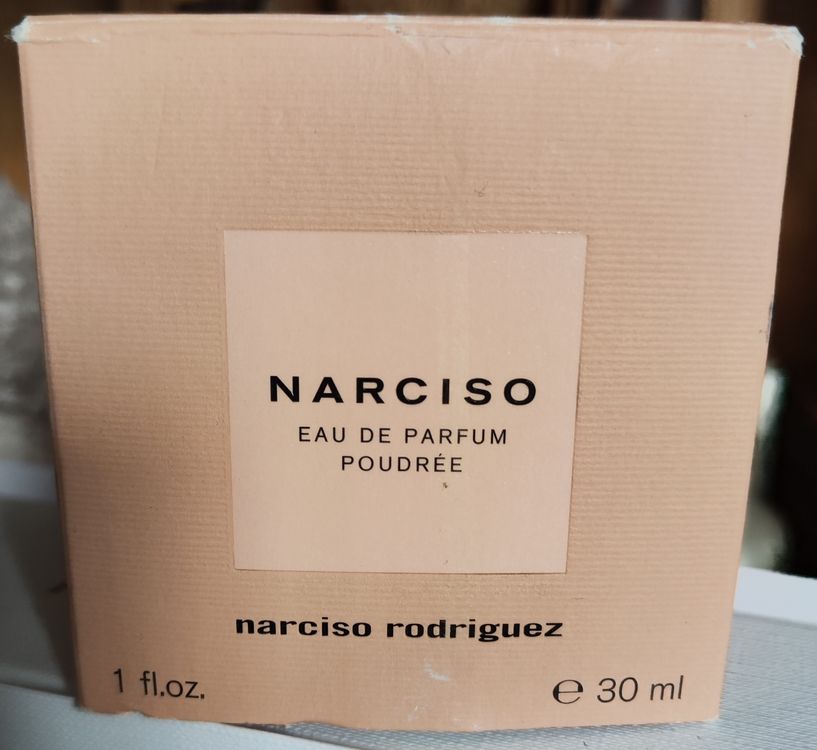 NARCISO
EAU DE PARFUM
POUDRÉE
narciso rodriguez
1 fl.oz. ℮ 30 ml